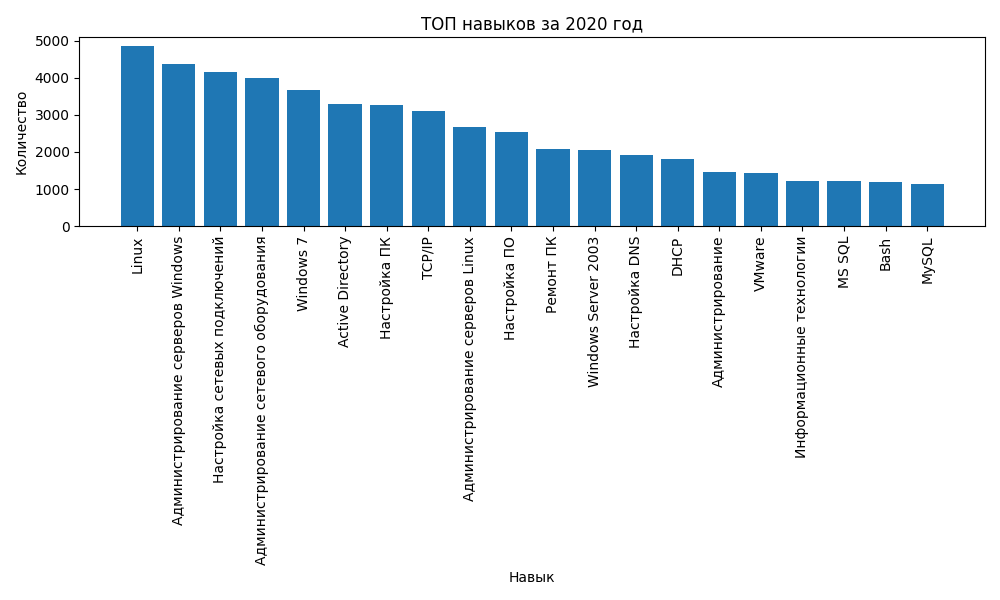 ТОП навыков за 2020 год
Количество
5000
4000
3000
2000
1000
0
Linux
Администрирование серверов Windows
Настройка сетевых подключений
Администрирование сетевого оборудования
Windows 7
Active Directory
Настройка ПК
TCP/IP
Администрирование серверов Linux
Настройка ПО
Ремонт ПК
Windows Server 2003
Настройка DNS
DHCP
Администрирование
VMware
Информационные технологии
MS SQL
Bash
MySQL
Навык